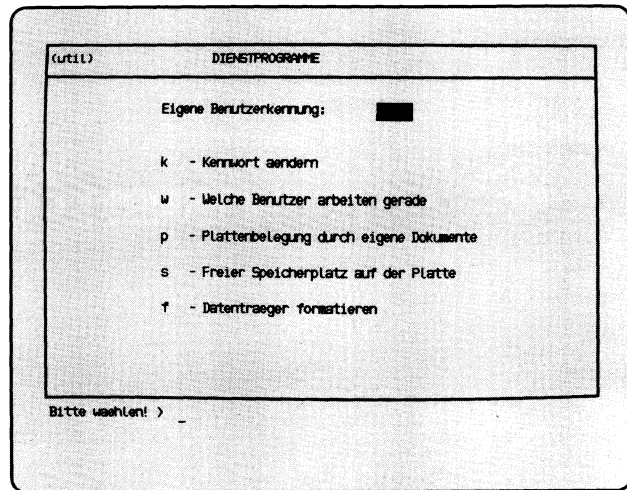 (util) DIENSTPROGRAMME
Eigene Benutzerkennung:
k - Kennwort aendern
w - Welche Benutzer arbeiten gerade
p - Plattenbelegung durch eigene Dokumente
s - Freier Speicherplatz auf der Platte
f - Datentraeger formatieren
Bitte waehlen! > _